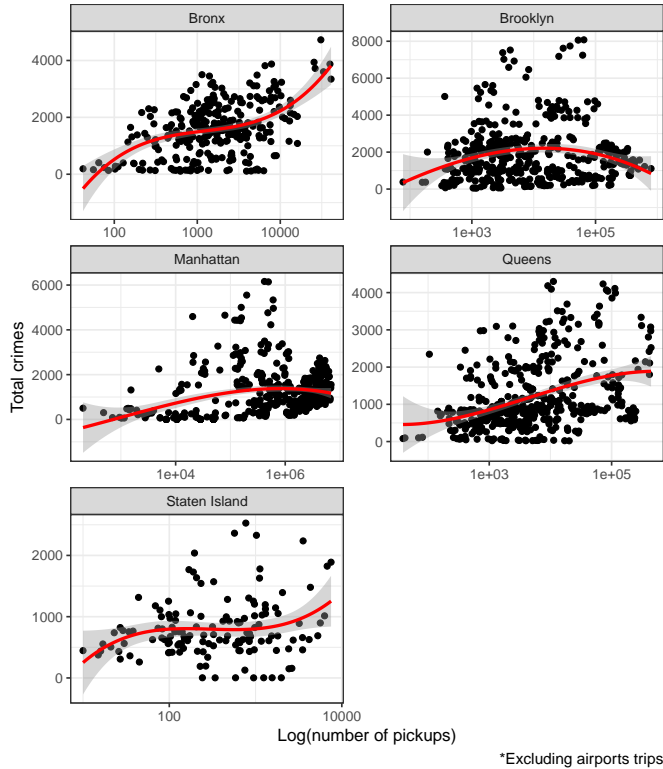 Bronx
Brooklyn
4000
2000
0
8000
6000
4000
2000
0
100
1000
10000
1e+03
1e+05
Manhattan
Queens
Total crimes
6000
4000
2000
0
4000
3000
2000
1000
0
1e+04
1e+06
1e+03
1e+05
Staten Island
2000
1000
0
100
10000
Log(number of pickups)
*Excluding airports trips